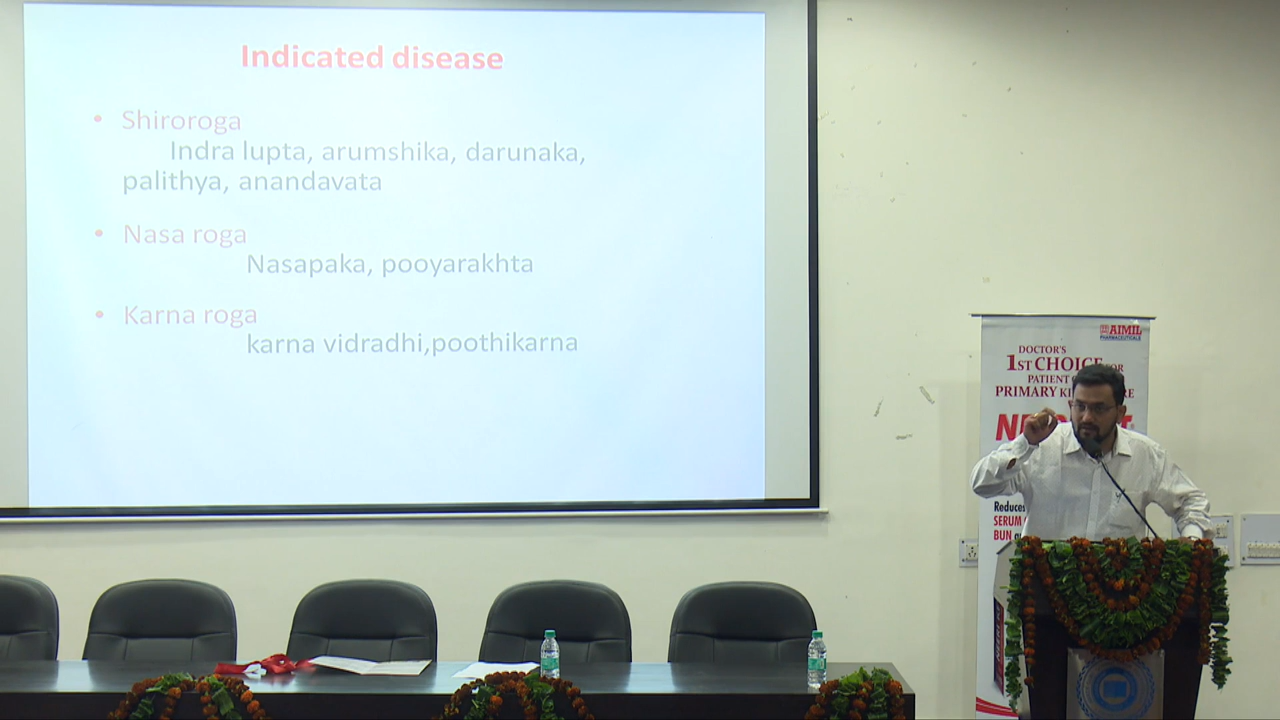 Indicated disease
• Shiroroga
Indra lupta, arumshika, darunaka,
palithya, anandavata
• Nasa roga
Nasapaka, pooyarakhta
• Karna roga
karna vidradhi,poothikarna
AIMIL
PHARMACEUTICALS
DOCTOR'S
1ST CHOICE
PATIENT
PRIMARY
Reduces
SERUM
BUN